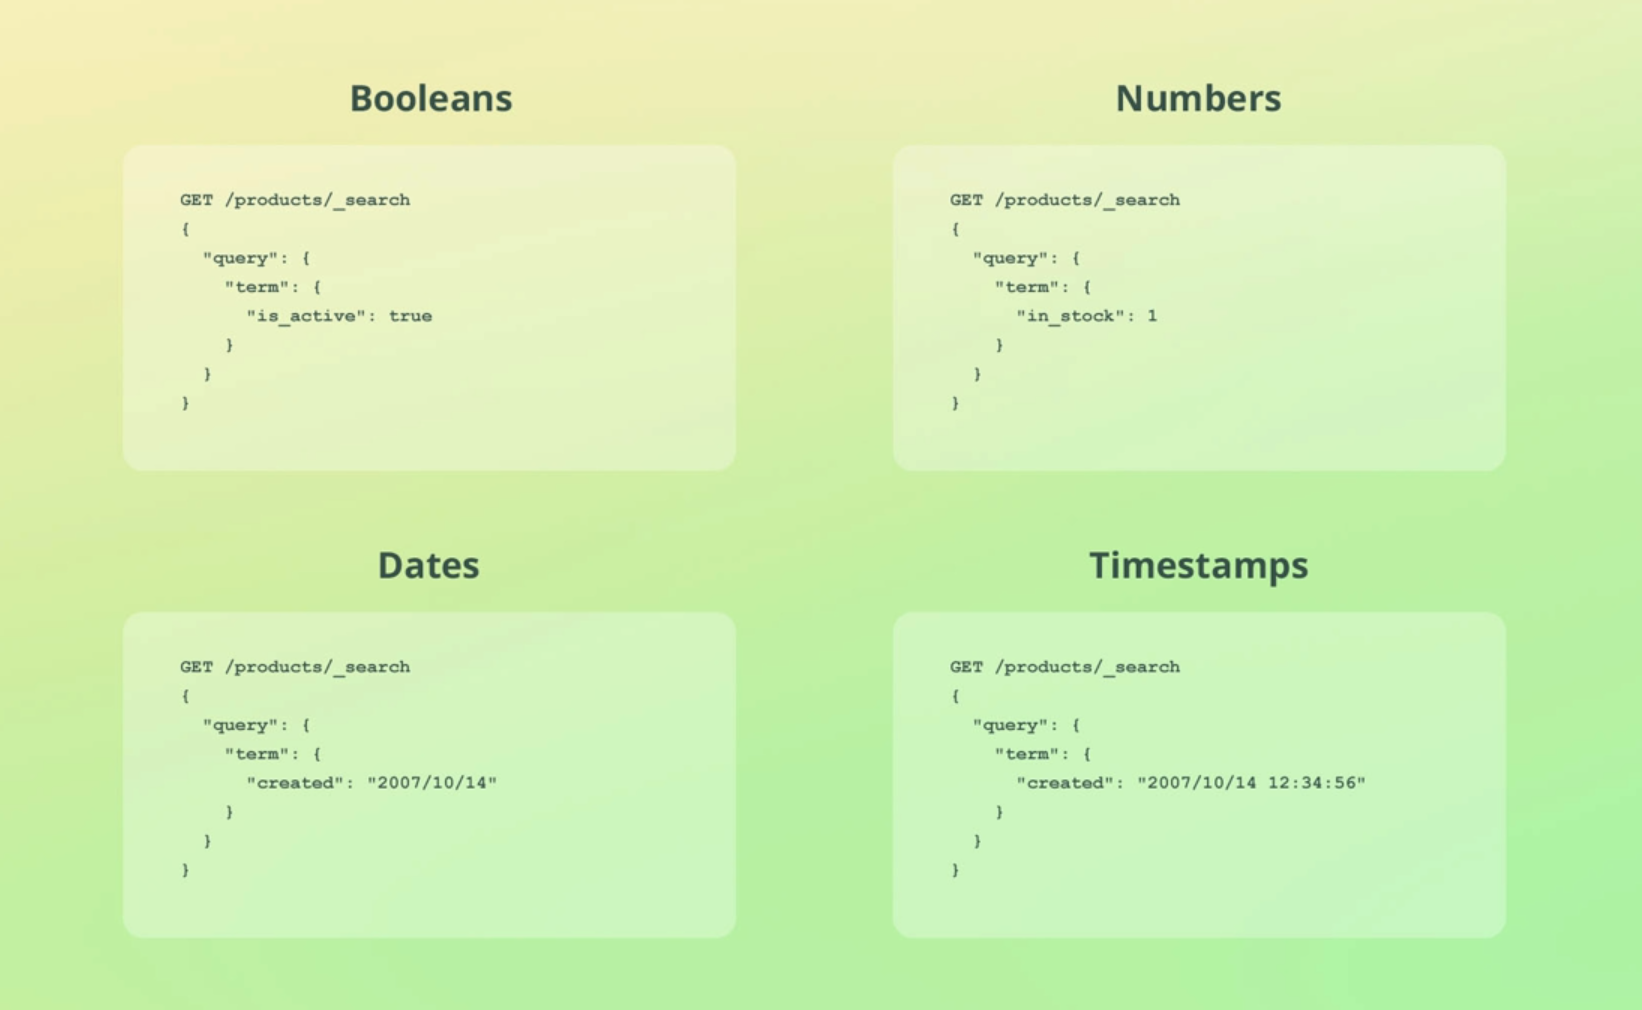 Booleans
GET /products/_search
{
  "query": {
    "term": {
      "is_active": true
    }
  }
}
Numbers
GET /products/_search
{
  "query": {
    "term": {
      "in_stock": 1
    }
  }
}
Dates
GET /products/_search
{
  "query": {
    "term": {
      "created": "2007/10/14"
    }
  }
}
Timestamps
GET /products/_search
{
  "query": {
    "term": {
      "created": "2007/10/14 12:34:56"
    }
  }
}